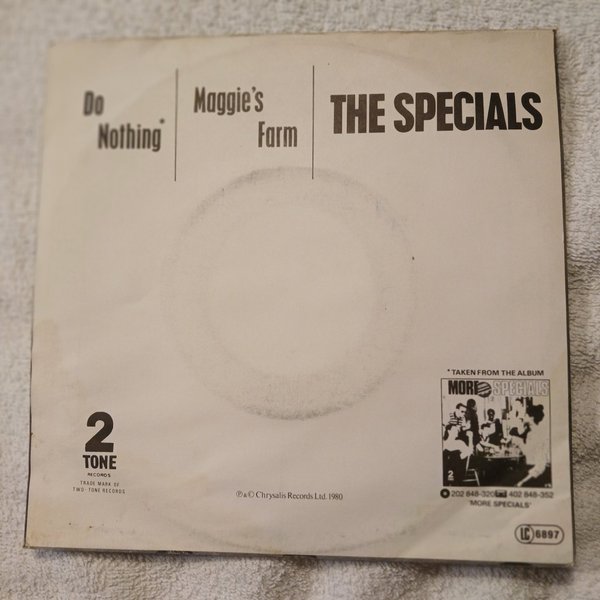 Do
Nothing*
Maggie's
Farm
THE SPECIALS
* TAKEN FROM THE ALBUM
MORE SPECIALS
2
202 848-320 402 848-352
'MORE SPECIALS'
2
TONE
RECORDS
TRADE MARK OF
TWO-TONE RECORDS
℗ & © Chrysalis Records Ltd. 1980
LC 6897